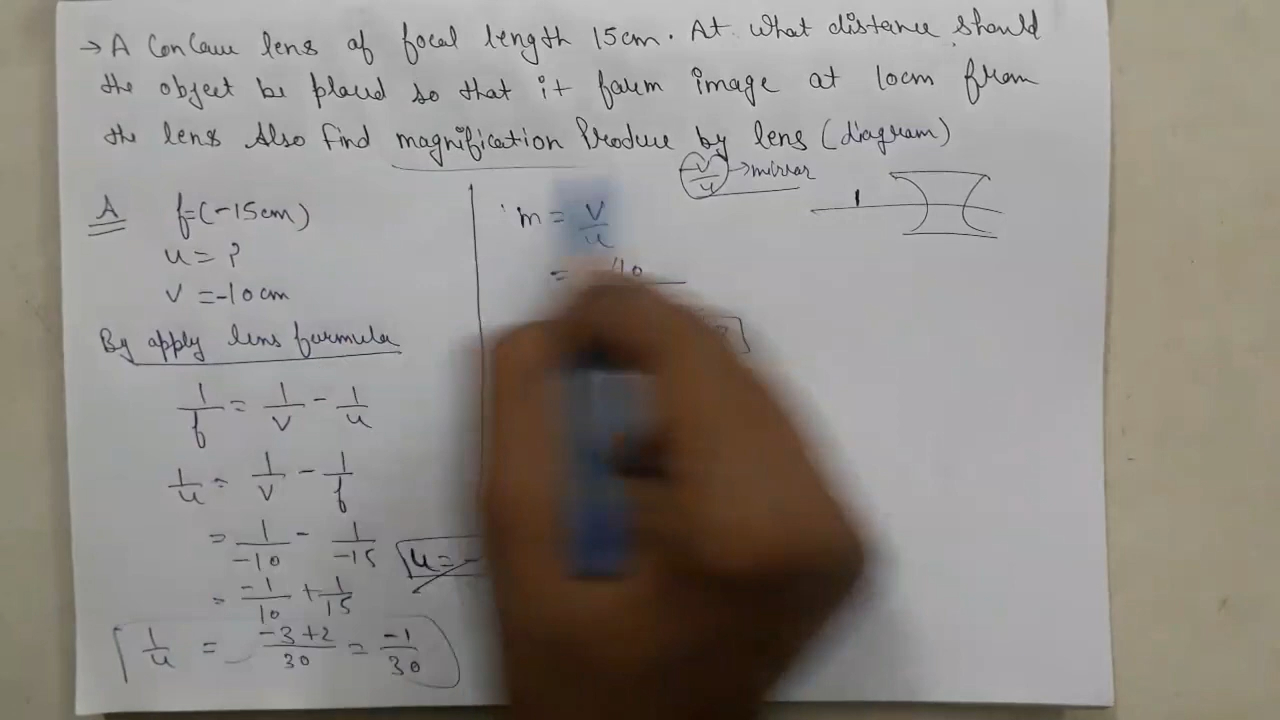 → A Concave lens of focal length 15cm. At what distance should
the object be placed so that it form image at 10cm from
the lens Also find magnification Produce by lens (diagram)
-v/u → mirror
A f=(-15cm)
u = ?
v = -10cm
By apply lens formula
1/f = 1/v - 1/u
1/u = 1/v - 1/f
= 1/-10 - 1/-15
= -1/10 + 1/15
1/u = -3+2/30 = -1/30
u = -
m = v/u
= 10